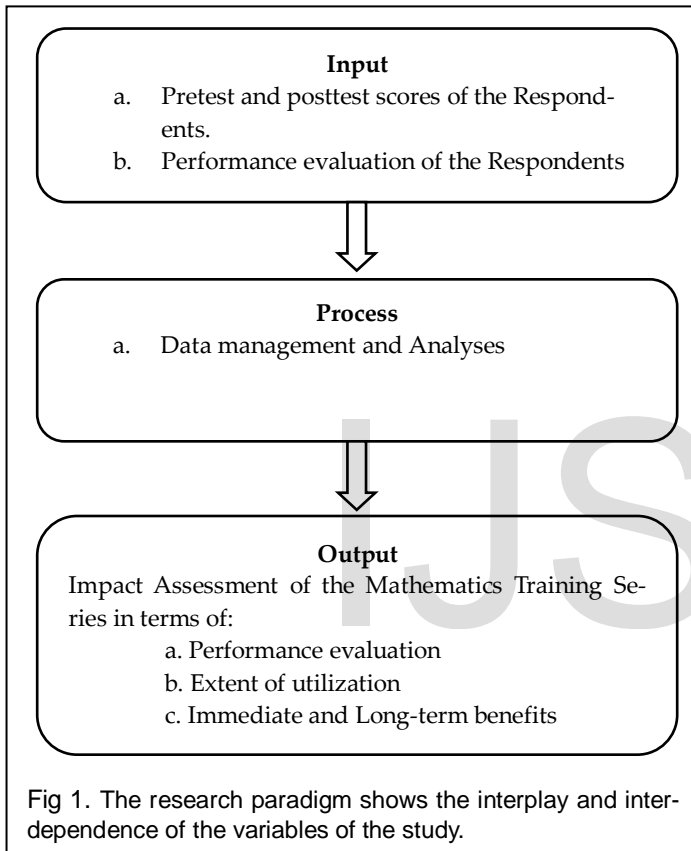 Input
a. Pretest and posttest scores of the Respond-
ents.
b. Performance evaluation of the Respondents
Process
a. Data management and Analyses
IJS
Output
Impact Assessment of the Mathematics Training Se-
ries in terms of:
a. Performance evaluation
b. Extent of utilization
c. Immediate and Long-term benefits
Fig 1. The research paradigm shows the interplay and inter-
dependence of the variables of the study.